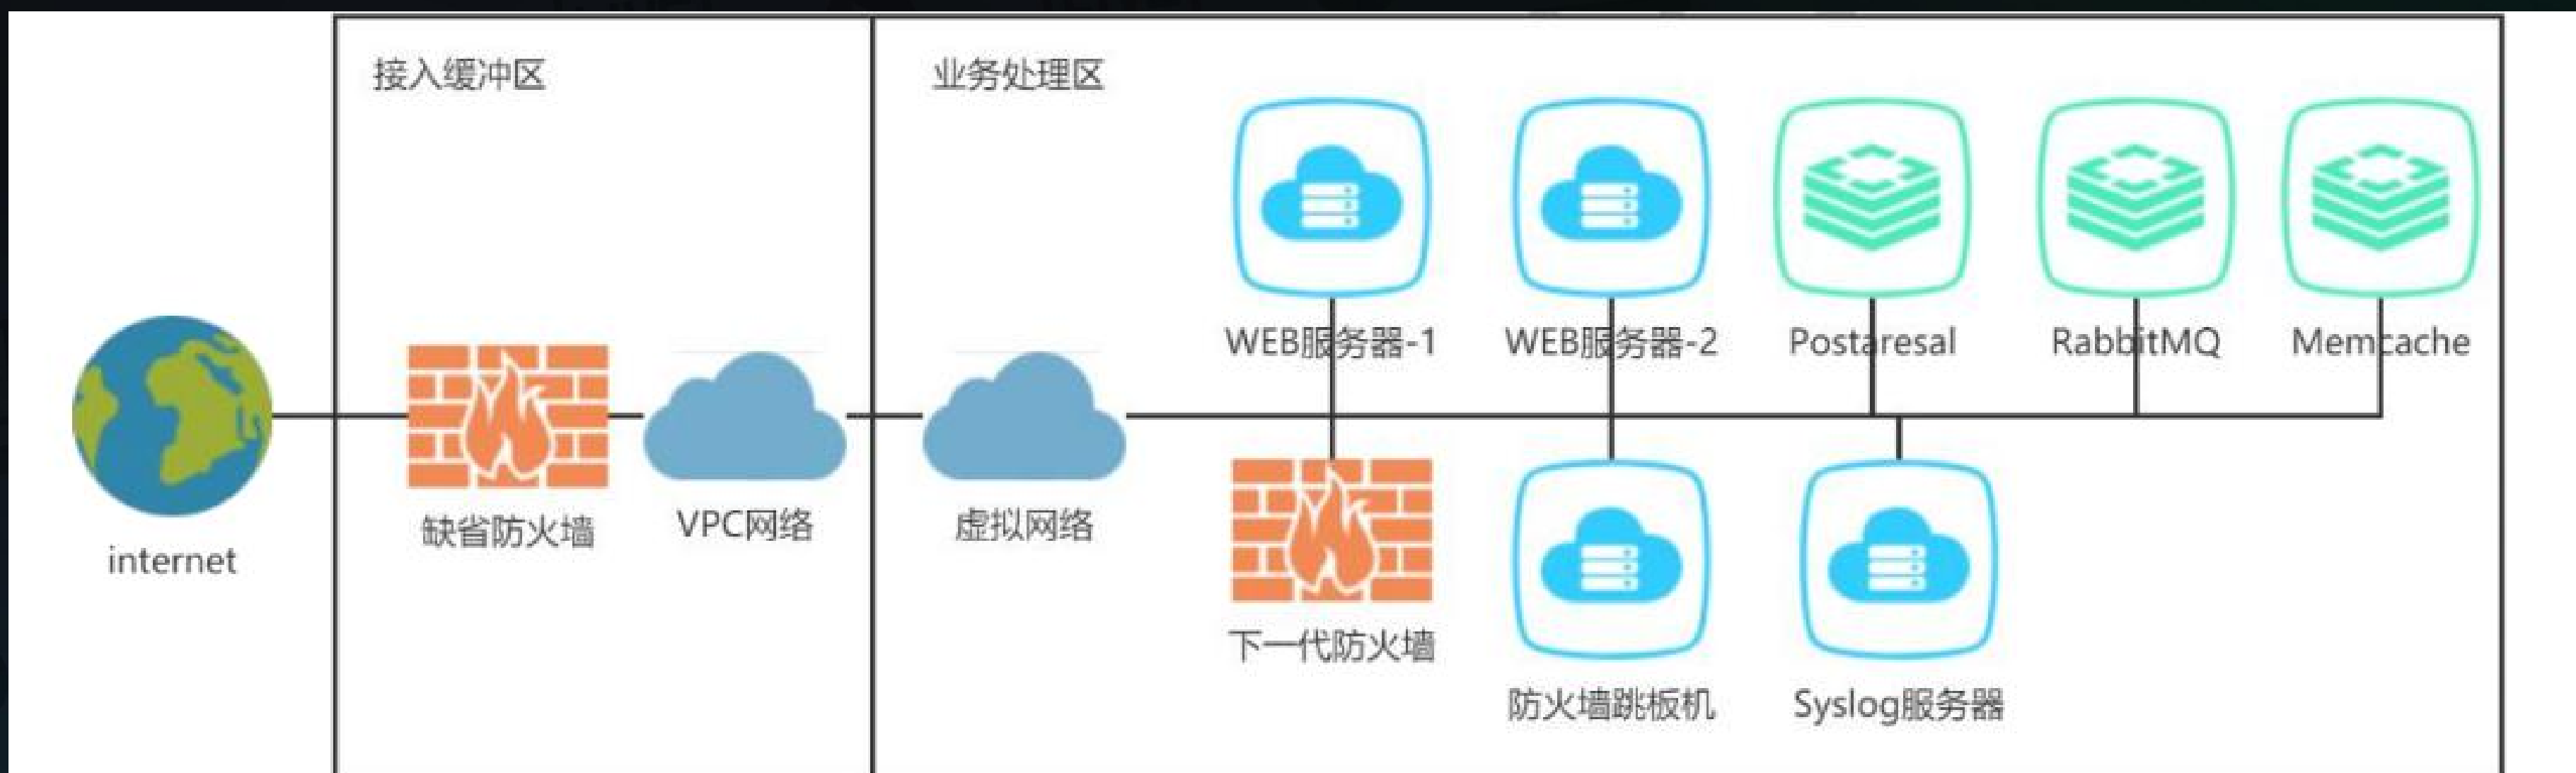 接入缓冲区
业务处理区
WEB服务器-1
WEB服务器-2
Postaresal
RabbitMQ
Memcache
internet
缺省防火墙
VPC网络
虚拟网络
下一代防火墙
防火墙跳板机
Syslog服务器